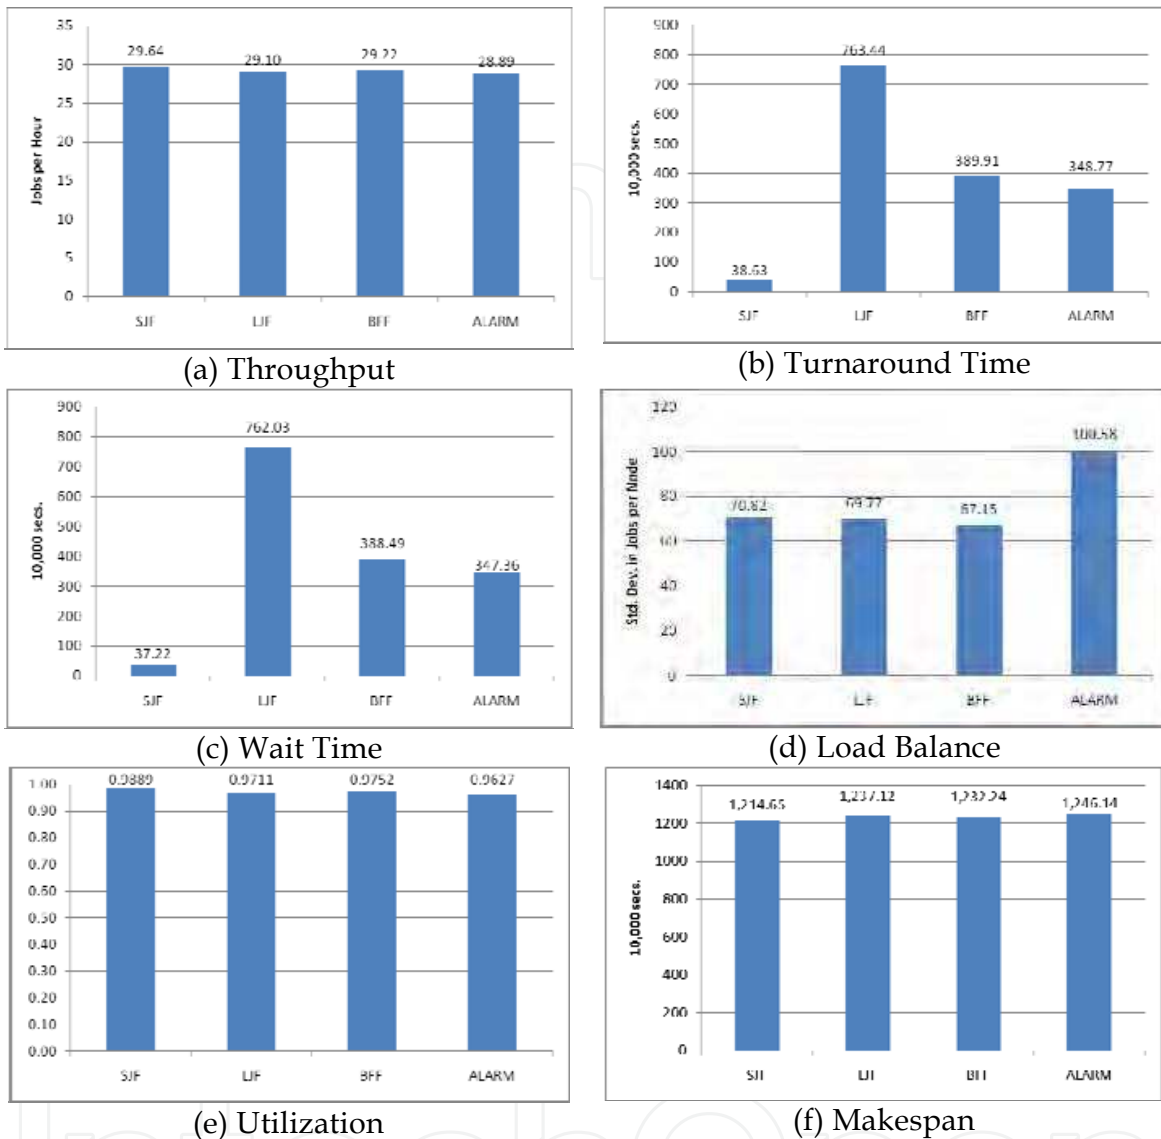 35
30
25
20
15
10
5
0
Jobs per Hour
29.64
29.10
29.22
28.89
SJF
LJF
BFF
ALARM
(a) Throughput
900
800
700
600
500
400
300
200
100
0
10,000 secs.
38.63
763.44
389.91
348.77
SJF
LJF
BFF
ALARM
(b) Turnaround Time
900
800
700
600
500
400
300
200
100
0
10,000 secs.
37.22
762.03
388.49
347.36
SJF
LJF
BFF
ALARM
(c) Wait Time
120
100
80
60
40
20
0
Std. Dev. in Jobs per Node
70.82
69.77
67.15
100.58
SJF
LJF
BFF
ALARM
(d) Load Balance
1.00
0.90
0.80
0.70
0.60
0.50
0.40
0.30
0.20
0.10
0.00
0.9889
0.9711
0.9752
0.9627
SJF
LJF
BFF
ALARM
(e) Utilization
1400
1200
1000
800
600
400
200
0
10,000 secs.
1,214.65
1,237.12
1,232.24
1,246.14
SJF
LJF
BFF
ALARM
(f) Makespan